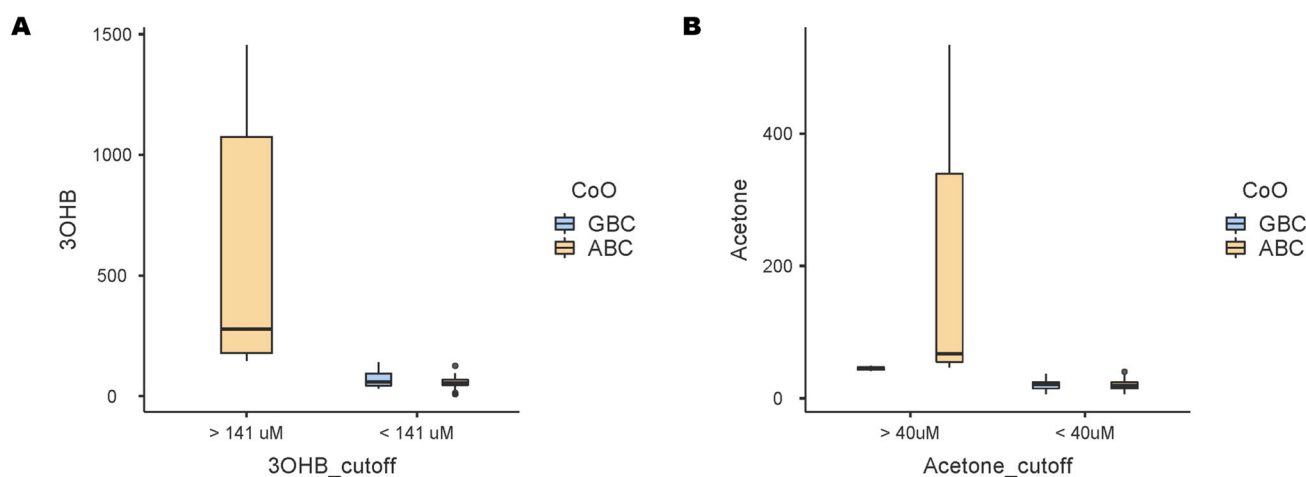 A
1500
1000
500
0
3OHB
> 141 uM
< 141 uM
3OHB_cutoff
CoO
GBC
ABC
B
400
200
0
Acetone
> 40uM
< 40uM
Acetone_cutoff
CoO
GBC
ABC